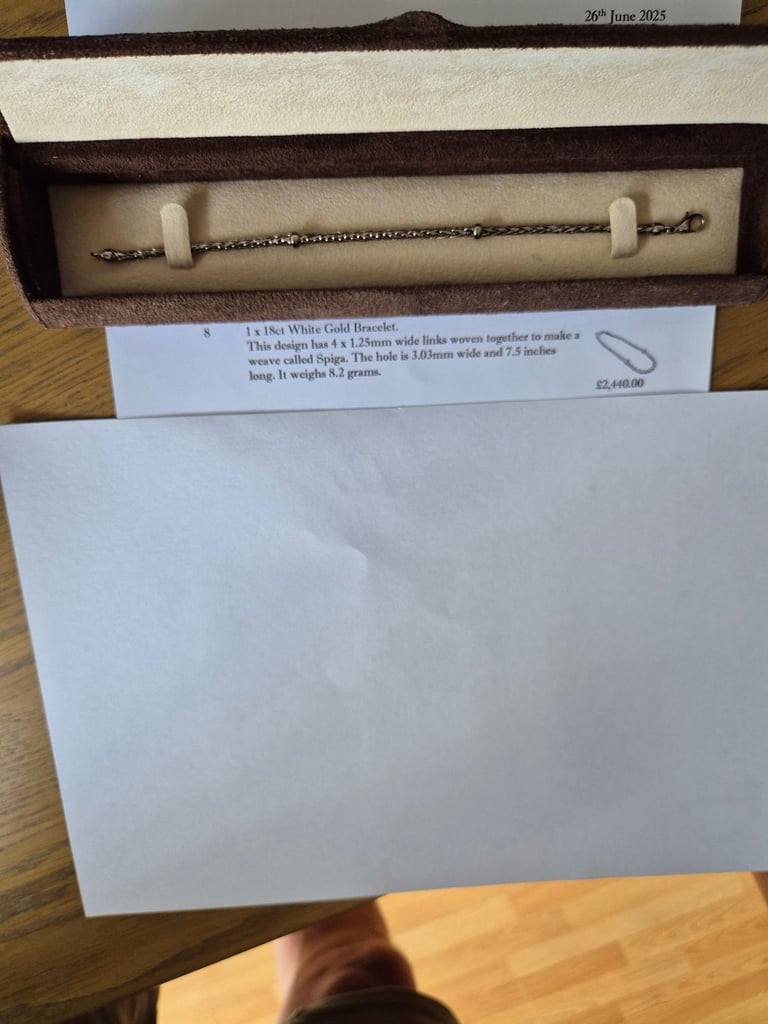 26th June 2025
8 1 x 18ct White Gold Bracelet.
This design has 4 x 1.25mm wide links woven together to make a
weave called Spiga. The hole is 3.03mm wide and 7.5 inches
long. It weighs 8.2 grams.
£2,440.00